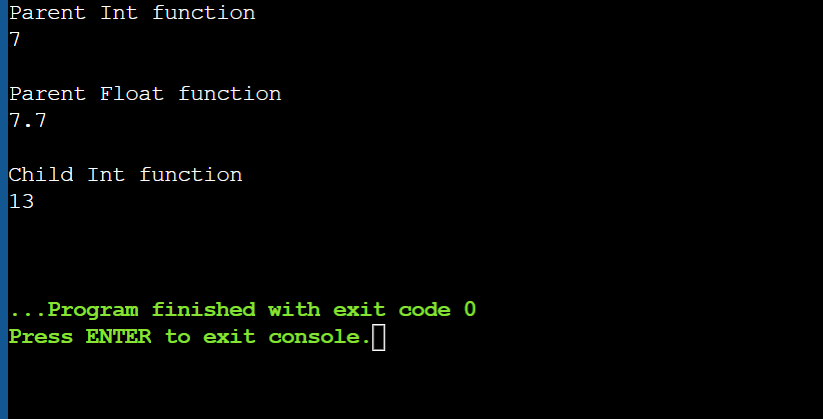 Parent Int function
7
Parent Float function
7.7
Child Int function
13
...Program finished with exit code 0
Press ENTER to exit console.